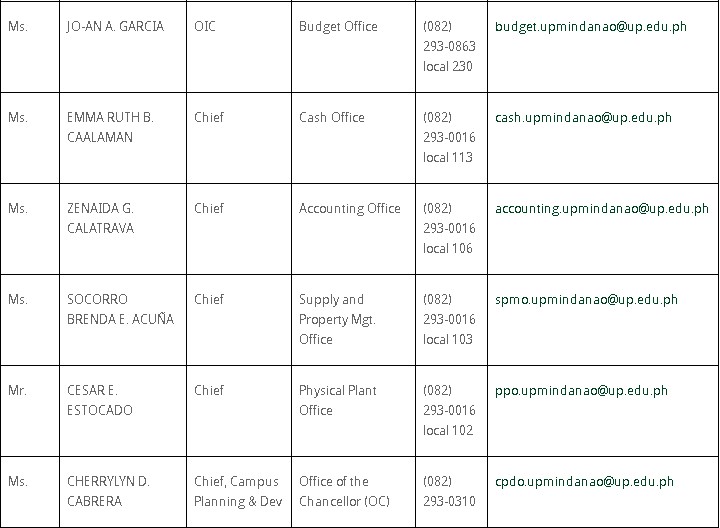 Ms. JO-AN A. GARCIA OIC Budget Office (082)
293-0863
local 230
budget.upmindanao@up.edu.ph
Ms. EMMA RUTH B.
CAALAMAN
Chief
Cash Office
(082)
293-0016
local 113
cash.upmindanao@up.edu.ph
Ms. ZENAIDA G.
CALATRAVA
Chief
Accounting Office
(082)
293-0016
local 106
accounting.upmindanao@up.edu.ph
Ms. SOCORRO
BRENDA E. ACUÑA
Chief
Supply and
Property Mgt.
Office
(082)
293-0016
local 103
spmo.upmindanao@up.edu.ph
Mr. CESAR E.
ESTOCADO
Chief
Physical Plant
Office
(082)
293-0016
local 102
ppo.upmindanao@up.edu.ph
Ms. CHERRYLYN D.
CABRERA
Chief, Campus
Planning & Dev
Office of the
Chancellor (OC)
(082)
293-0310
cpdo.upmindanao@up.edu.ph